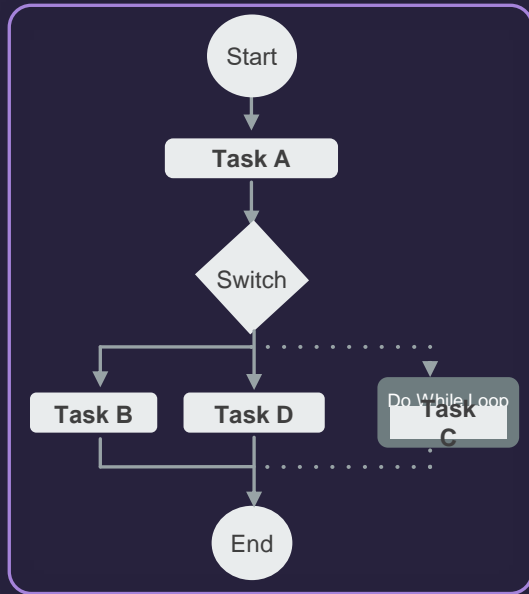 Start
Task A
Switch
Task B
Task D
Do While Loop
Task
C
End